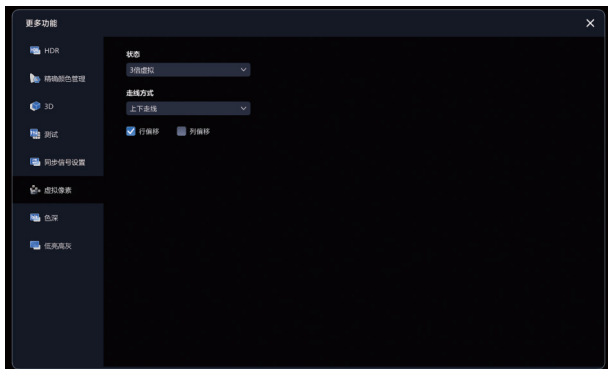 更多功能
HDR
精确颜色管理
3D
测试
同步信号设置
虚拟像素
色深
低亮高灰
状态
3倍虚拟
走线方式
上下走线
行偏移
列偏移